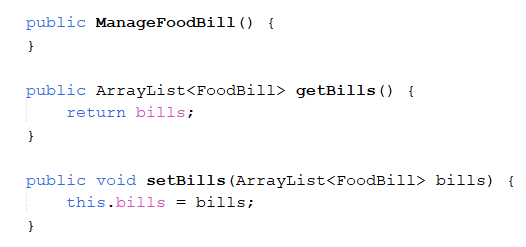 public ManageFoodBill() {
}
public ArrayList<FoodBill> getBills() {
return bills;
}
public void setBills(ArrayList<FoodBill> bills) {
this.bills = bills;
}